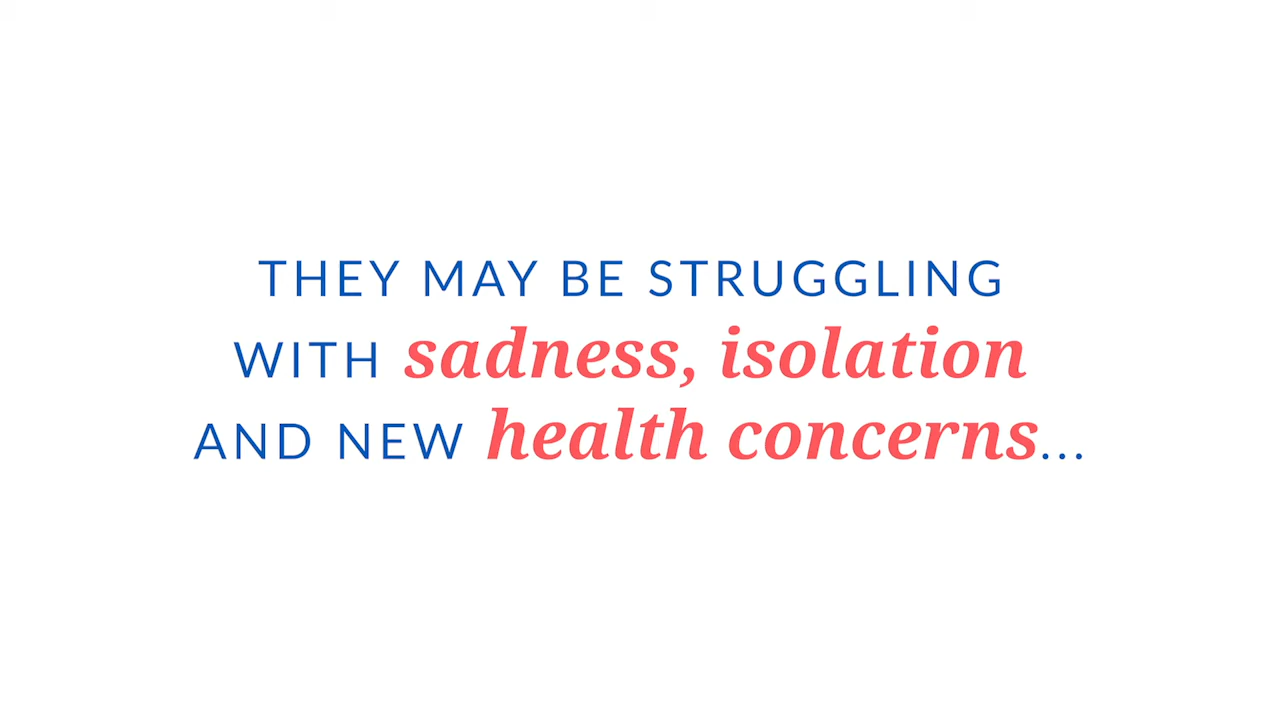 THEY MAY BE STRUGGLING
WITH sadness, isolation
AND NEW health concerns...